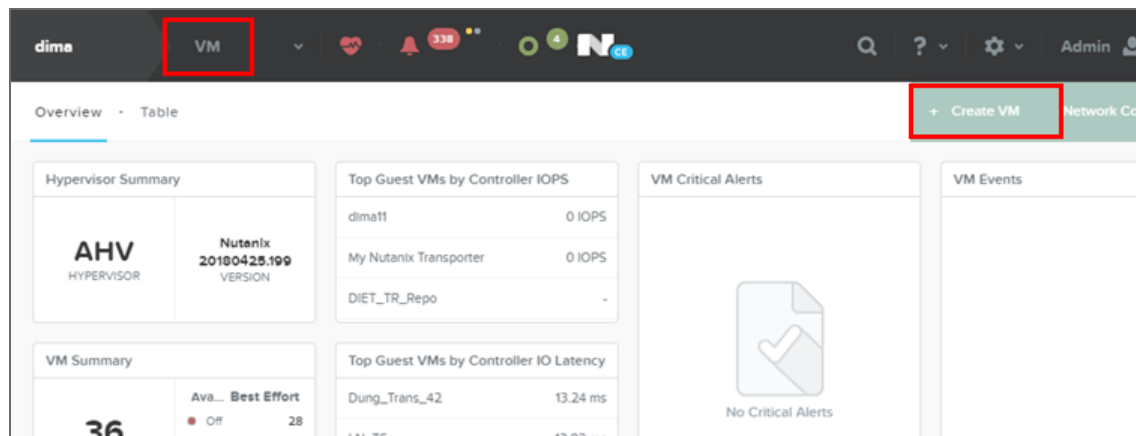 dima VM 338 4 N CE ? Admin
Overview · Table + Create VM Network Co
Hypervisor Summary
AHV
HYPERVISOR
Nutanix
20180425.199
VERSION
Top Guest VMs by Controller IOPS
dima11 0 IOPS
My Nutanix Transporter 0 IOPS
DIET_TR_Repo -
VM Critical Alerts
No Critical Alerts
VM Events
VM Summary
36
Ava... Best Effort
Off 28
Top Guest VMs by Controller IO Latency
Dung_Trans_42 13.24 ms